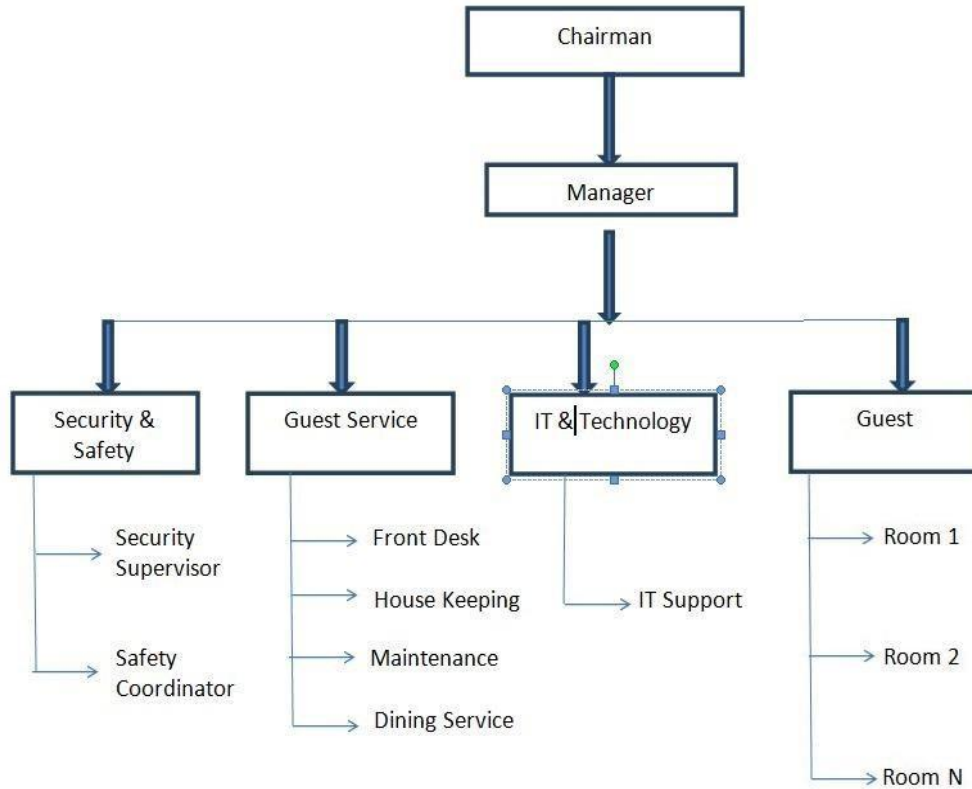 Chairman
Manager
Security &
Safety
Guest Service
IT & Technology
Guest
Security
Supervisor
Safety
Coordinator
Front Desk
House Keeping
Maintenance
Dining Service
IT Support
Room 1
Room 2
Room N